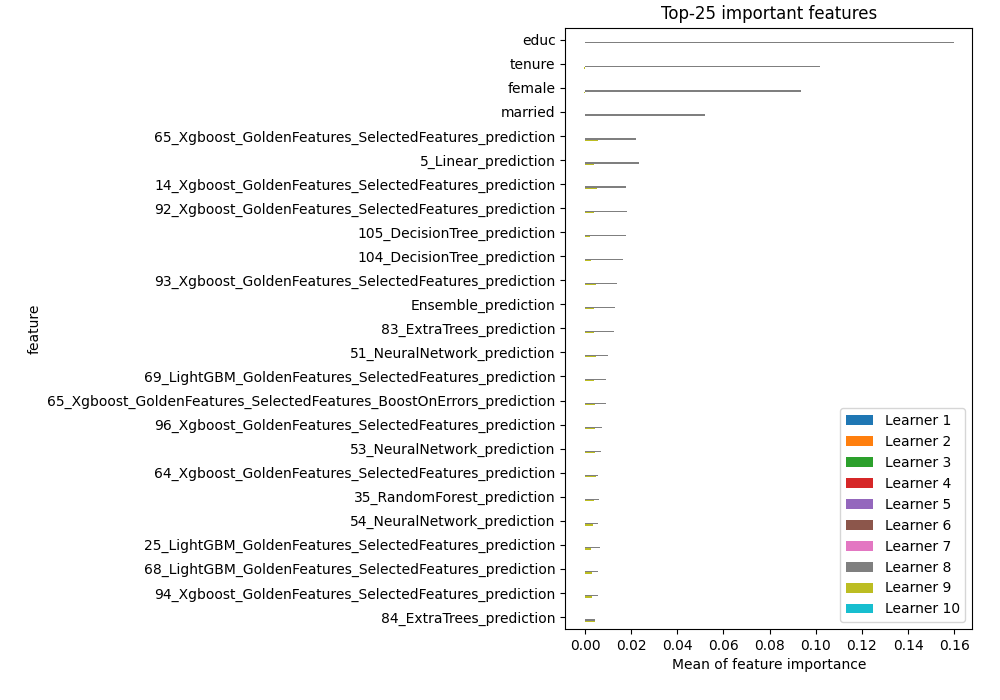 Top-25 important features
feature
educ
tenure
female
married
65_Xgboost_GoldenFeatures_SelectedFeatures_prediction
5_Linear_prediction
14_Xgboost_GoldenFeatures_SelectedFeatures_prediction
92_Xgboost_GoldenFeatures_SelectedFeatures_prediction
105_DecisionTree_prediction
104_DecisionTree_prediction
93_Xgboost_GoldenFeatures_SelectedFeatures_prediction
Ensemble_prediction
83_ExtraTrees_prediction
51_NeuralNetwork_prediction
69_LightGBM_GoldenFeatures_SelectedFeatures_prediction
65_Xgboost_GoldenFeatures_SelectedFeatures_BoostOnErrors_prediction
96_Xgboost_GoldenFeatures_SelectedFeatures_prediction
53_NeuralNetwork_prediction
64_Xgboost_GoldenFeatures_SelectedFeatures_prediction
35_RandomForest_prediction
54_NeuralNetwork_prediction
25_LightGBM_GoldenFeatures_SelectedFeatures_prediction
68_LightGBM_GoldenFeatures_SelectedFeatures_prediction
94_Xgboost_GoldenFeatures_SelectedFeatures_prediction
84_ExtraTrees_prediction
Learner 1
Learner 2
Learner 3
Learner 4
Learner 5
Learner 6
Learner 7
Learner 8
Learner 9
Learner 10
0.00 0.02 0.04 0.06 0.08 0.10 0.12 0.14 0.16
Mean of feature importance